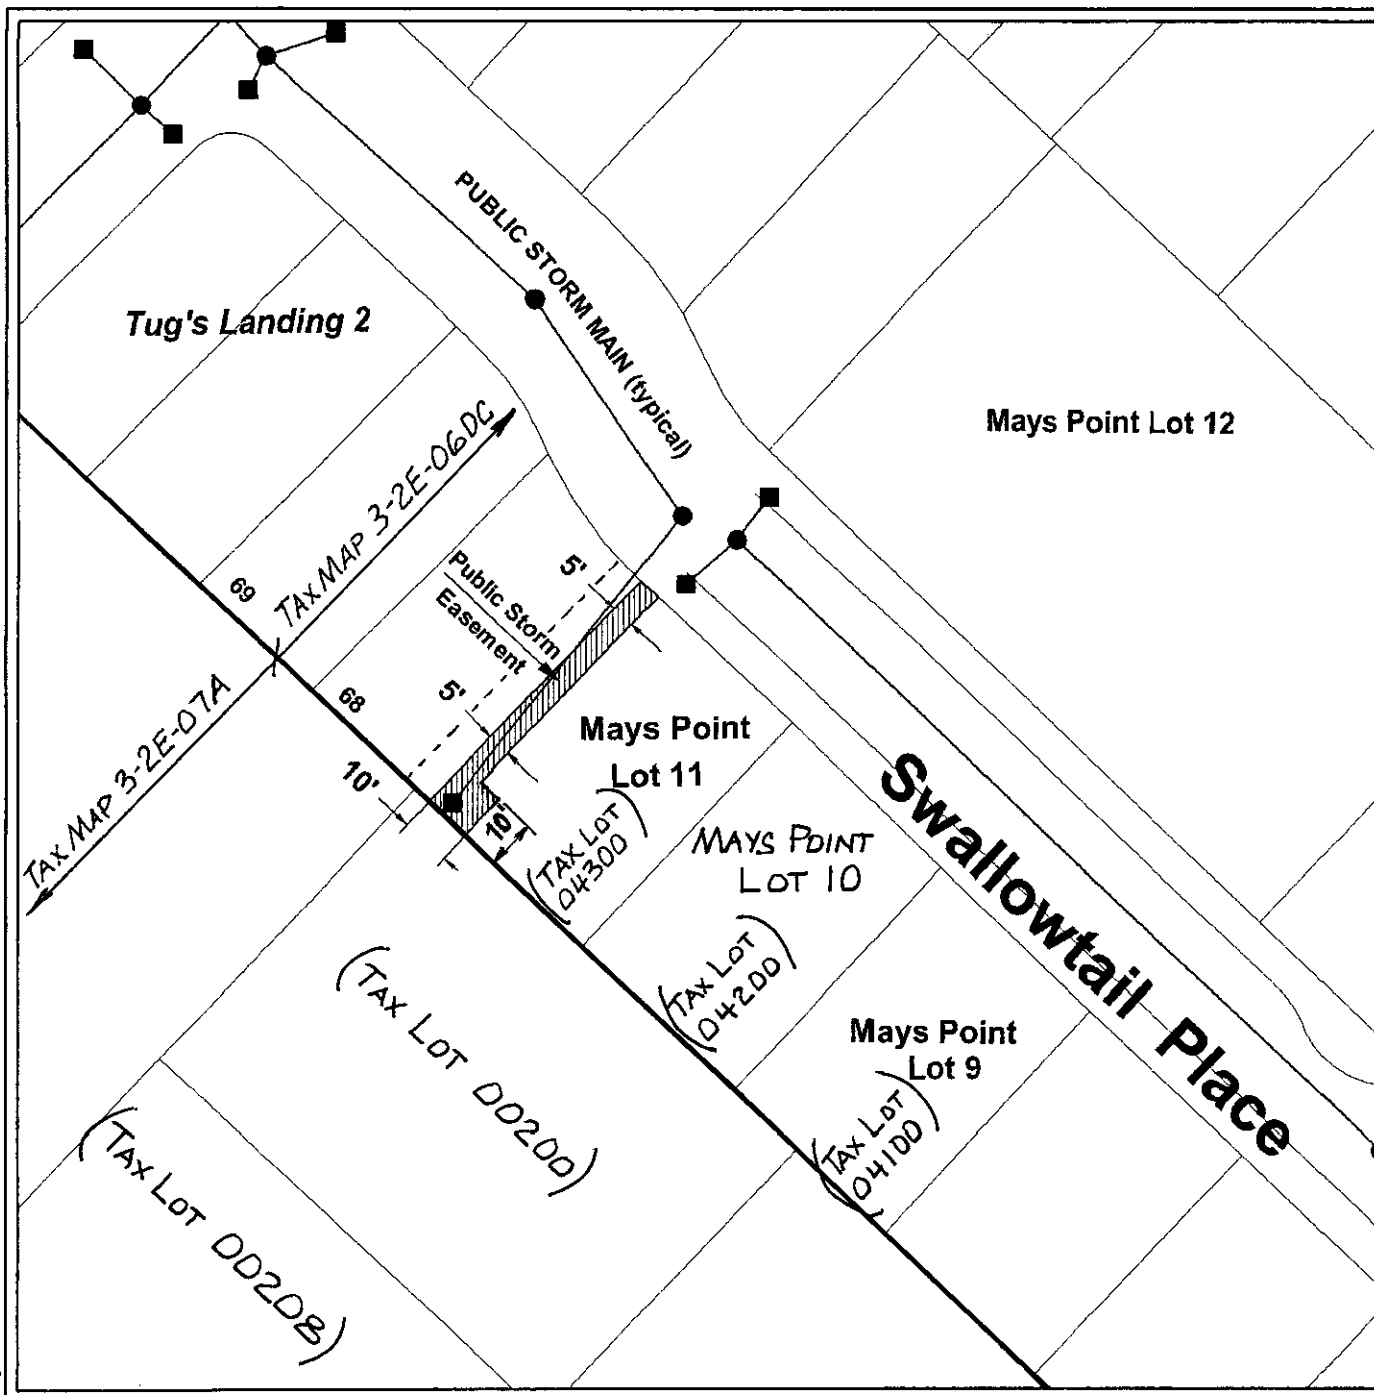 PUBLIC STORM MAIN (typical)
Tug's Landing 2
Mays Point Lot 12
TAX MAP 3-2E-06DC
69
Public Storm
Easement
5'
5'
68
TAX MAP 3-2E-07A
10'
10'
Mays Point
Lot 11
(TAX LOT
04300)
MAYS POINT
LOT 10
(TAX LOT
04200)
Swallowtail Place
Mays Point
Lot 9
(TAX LOT
04100)
(TAX LOT 00200)
(TAX LOT 00208)